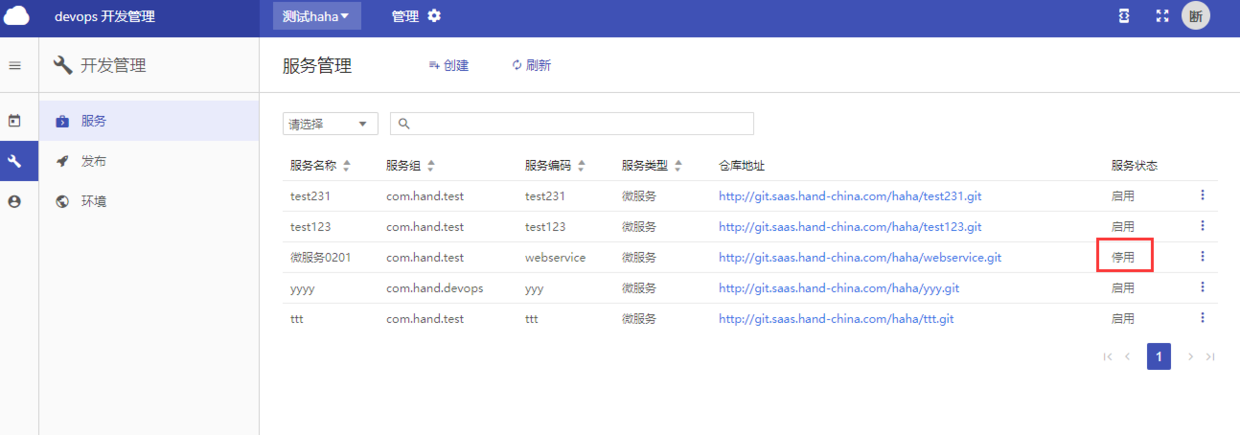 devops 开发管理 测试haha 管理 断
开发管理 服务管理 创建 刷新
服务
发布
环境
请选择
服务名称 服务组 服务编码 服务类型 仓库地址 服务状态
test231 com.hand.test test231 微服务 http://git.saas.hand-china.com/haha/test231.git 启用
test123 com.hand.test test123 微服务 http://git.saas.hand-china.com/haha/test123.git 启用
微服务0201 com.hand.test webservice 微服务 http://git.saas.hand-china.com/haha/webservice.git 停用
yyyy com.hand.devops yyy 微服务 http://git.saas.hand-china.com/haha/yyy.git 启用
ttt com.hand.test ttt 微服务 http://git.saas.hand-china.com/haha/ttt.git 启用
1